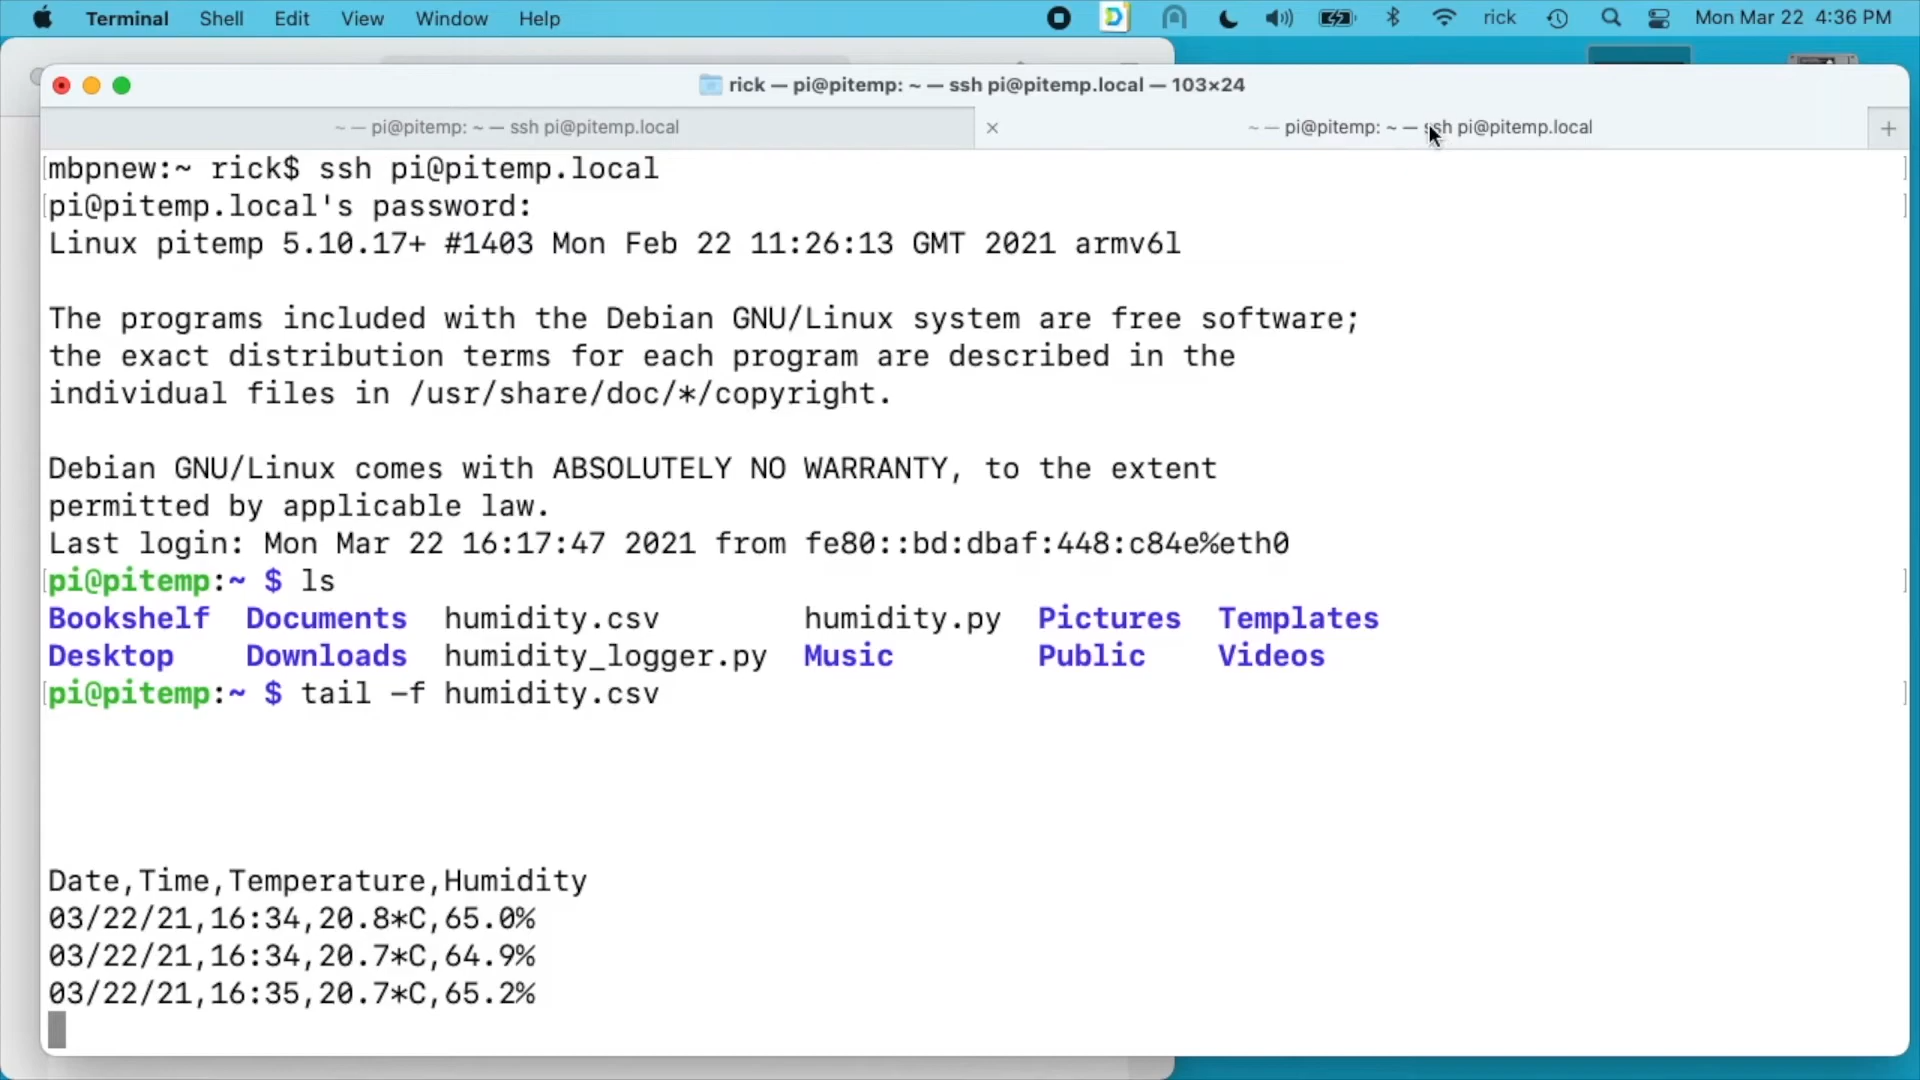 Terminal Shell Edit View Window Help rick Mon Mar 22 4:36 PM
rick — pi@pitemp: ~ — ssh pi@pitemp.local — 103×24
~ — pi@pitemp: ~ — ssh pi@pitemp.local
~ — pi@pitemp: ~ — ssh pi@pitemp.local
mbpnew:~ rick$ ssh pi@pitemp.local
pi@pitemp.local's password:
Linux pitemp 5.10.17+ #1403 Mon Feb 22 11:26:13 GMT 2021 armv6l
The programs included with the Debian GNU/Linux system are free software;
the exact distribution terms for each program are described in the
individual files in /usr/share/doc/*/copyright.
Debian GNU/Linux comes with ABSOLUTELY NO WARRANTY, to the extent
permitted by applicable law.
Last login: Mon Mar 22 16:17:47 2021 from fe80::bd:dbaf:448:c84e%eth0
pi@pitemp:~ $ ls
Bookshelf Documents humidity.csv humidity.py Pictures Templates
Desktop Downloads humidity_logger.py Music Public Videos
pi@pitemp:~ $ tail -f humidity.csv
Date,Time,Temperature,Humidity
03/22/21,16:34,20.8*C,65.0%
03/22/21,16:34,20.7*C,64.9%
03/22/21,16:35,20.7*C,65.2%